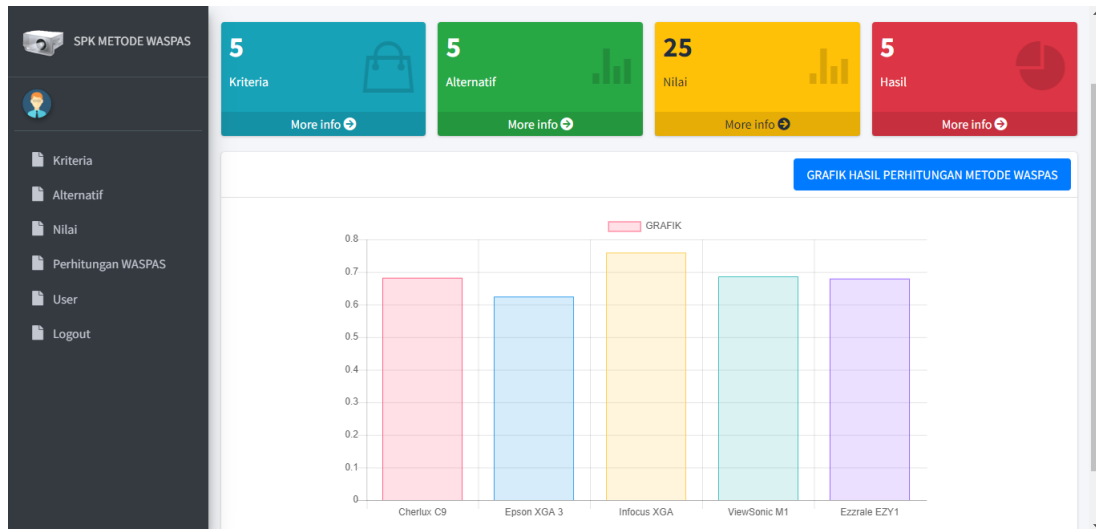 SPK METODE WASPAS
Kriteria
Alternatif
Nilai
Perhitungan WASPAS
User
Logout
5
Kriteria
More info
5
Alternatif
More info
25
Nilai
More info
5
Hasil
More info
GRAFIK HASIL PERHITUNGAN METODE WASPAS
GRAFIK
0.8
0.7
0.6
0.5
0.4
0.3
0.2
0.1
0
Cherlux C9
Epson XGA 3
Infocus XGA
ViewSonic M1
Ezzrale EZY1